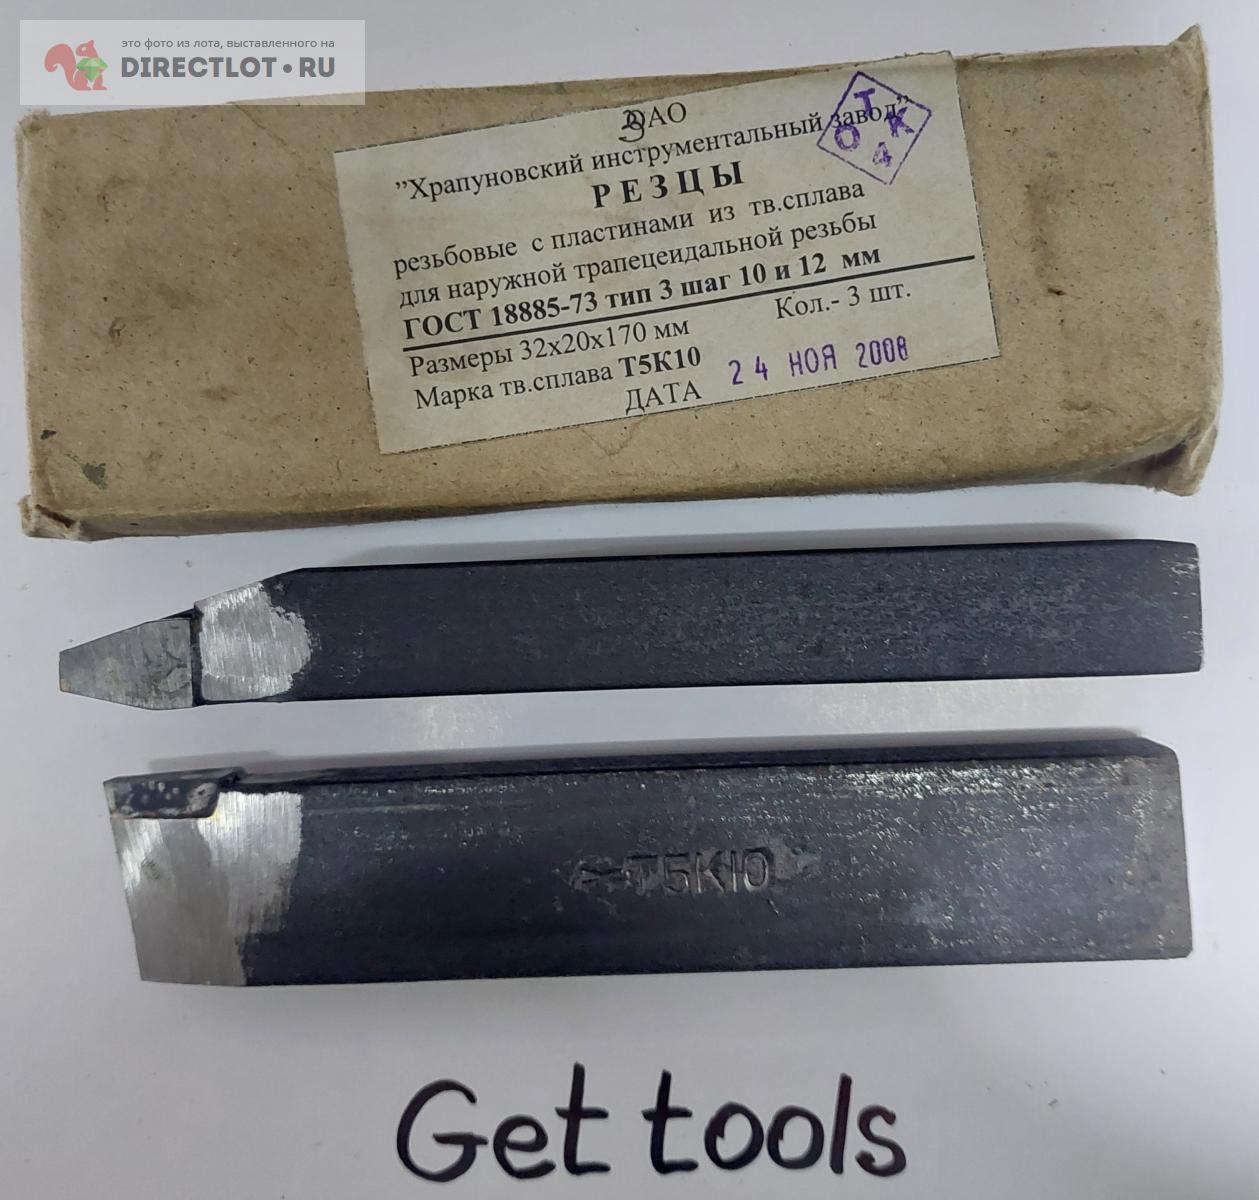 это фото из лота, выставленного на
DIRECTLOT•RU
ЗАО
"Храпуновский инструментальный завод"
РЕЗЦЫ
резьбовые с пластинами из тв.сплава
для наружной трапецеидальной резьбы
ГОСТ 18885-73 тип 3 шаг 10 и 12 мм
Размеры 32х20х170 мм Кол.- 3 шт.
Марка тв.сплава Т5К10
ДАТА 24 НОЯ 2008
Т
О К
4
Т5К10
Get tools